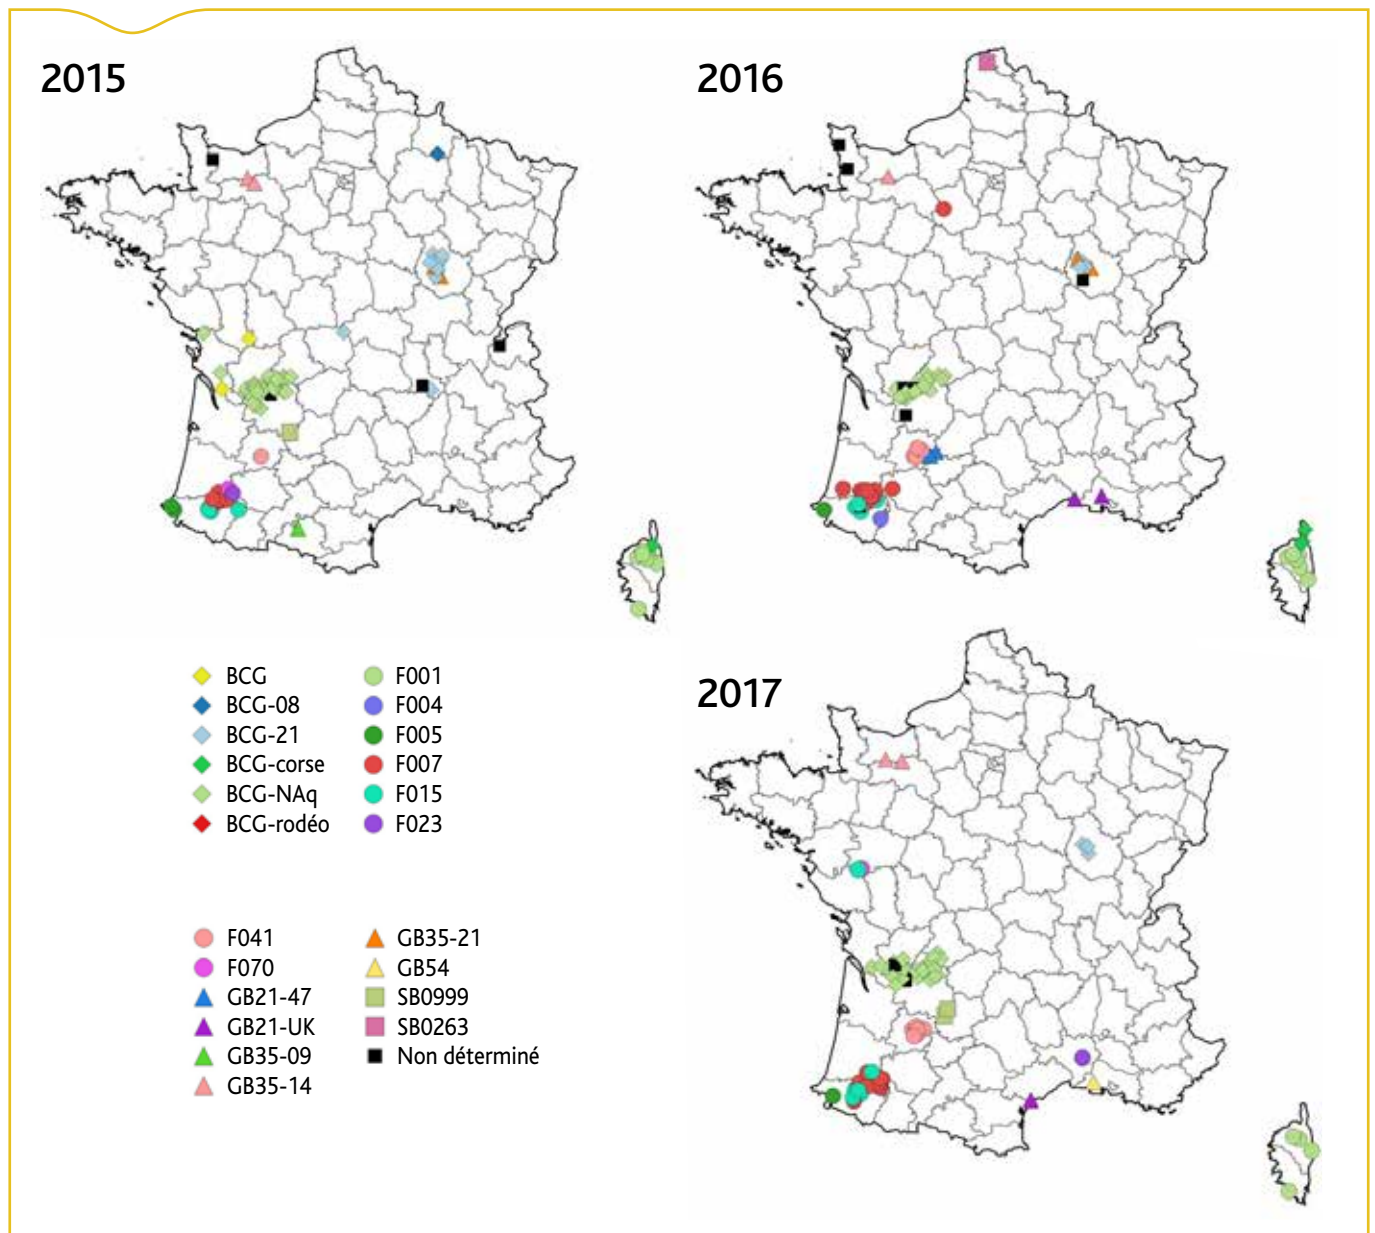 2015
2016
2017
BCG
BCG-08
BCG-21
BCG-corse
BCG-NAq
BCG-rodéo
F001
F004
F005
F007
F015
F023
F041
F070
GB21-47
GB21-UK
GB35-09
GB35-14
GB35-21
GB54
SB0999
SB0263
Non déterminé